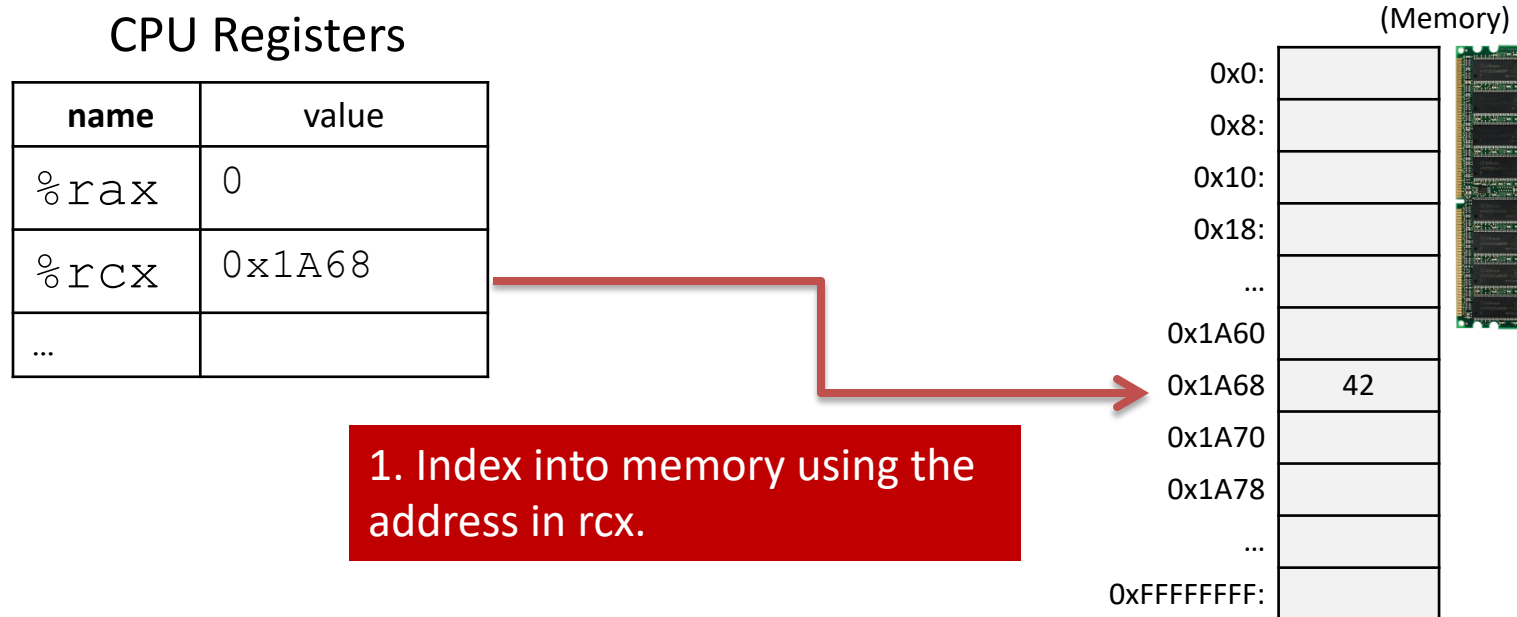 CPU Registers
name value
%rax 0
%rcx 0x1A68
…
1. Index into memory using the
address in rcx.
(Memory)
0x0:
0x8:
0x10:
0x18:
…
0x1A60
0x1A68 42
0x1A70
0x1A78
…
0xFFFFFFFF: